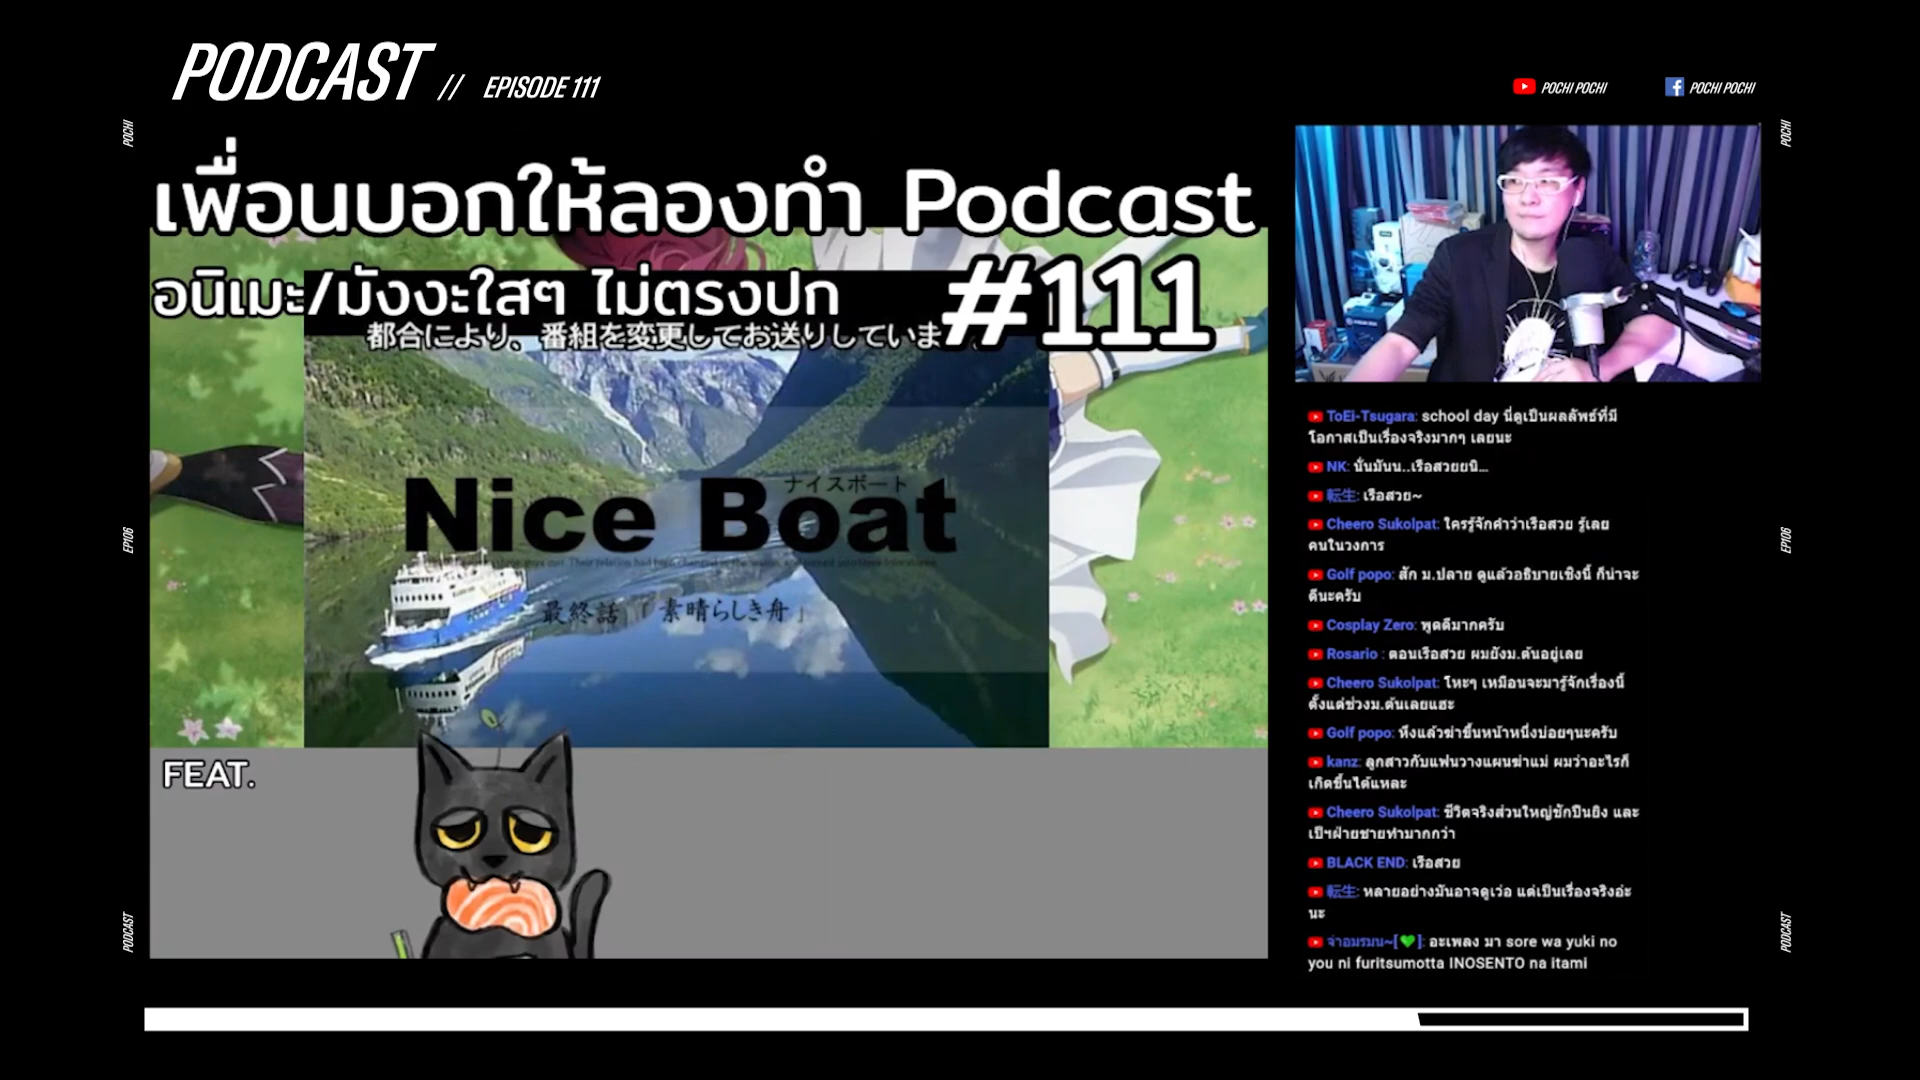 PODCAST // EPISODE 111
POCHI POCHI
POCHI POCHI
POCHI
POCHI
เพื่อนบอกให้ลองทำ Podcast
อนิเมะ/มังงะใสๆ ไม่ตรงปก
#111
都合により、番組を変更してお送りしていま
ナイスボート
Nice Boat
最終話 「素晴らしき舟」
FEAT.
EP106
EP106
PODCAST
PODCAST
ToEi-Tsugara: school day นี่ดูเป็นผลลัพธ์ที่มี
โอกาสเป็นเรื่องจริงมากๆ เลยนะ
NK: นั่นมันน..เรือสวยยนิ...
転生: เรือสวย~
Cheero Sukolpat: ใครรู้จักคำว่าเรือสวย รู้เลย
คนในวงการ
Golf popo: สัก ม.ปลาย ดูแล้วอธิบายเชิงนี้ ก็น่าจะ
ดีนะครับ
Cosplay Zero: พูดดีมากครับ
Rosario : ตอนเรือสวย ผมยังม.ต้นอยู่เลย
Cheero Sukolpat: โหะๆ เหมือนจะมารู้จักเรื่องนี้
ตั้งแต่ช่วงม.ต้นเลยแฮะ
Golf popo: หึงแล้วฆ่าขึ้นหน้าหนึ่งบ่อยๆนะครับ
kanz: ลูกสาวกับแฟนวางแผนฆ่าแม่ ผมว่าอะไรก็
เกิดขึ้นได้แหละ
Cheero Sukolpat: ชีวิตจริงส่วนใหญ่ชักปืนยิง และ
เป็ฯฝ่ายชายทำมากกว่า
BLACK END: เรือสวย
転生: หลายอย่างมันอาจดูเว่อ แต่เป็นเรื่องจริงอ่ะ
นะ
จ่าอมรมน~[💚]: อะเพลง มา sore wa yuki no
you ni furitsumotta INOSENTO na itami